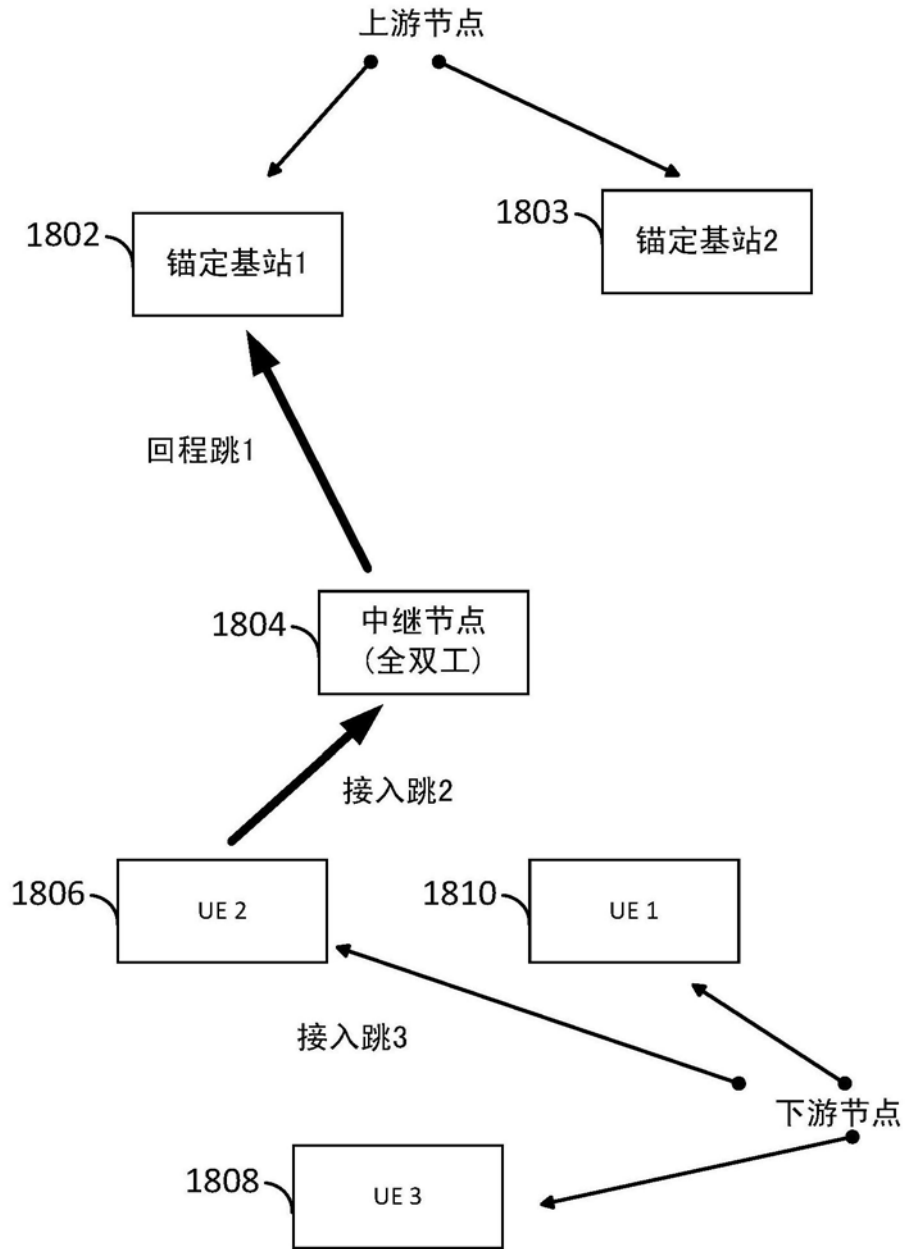 上游节点
1802
锚定基站1
1803
锚定基站2
回程跳1
1804
中继节点
(全双工)
接入跳2
1806
UE 2
1810
UE 1
接入跳3
下游节点
1808
UE 3